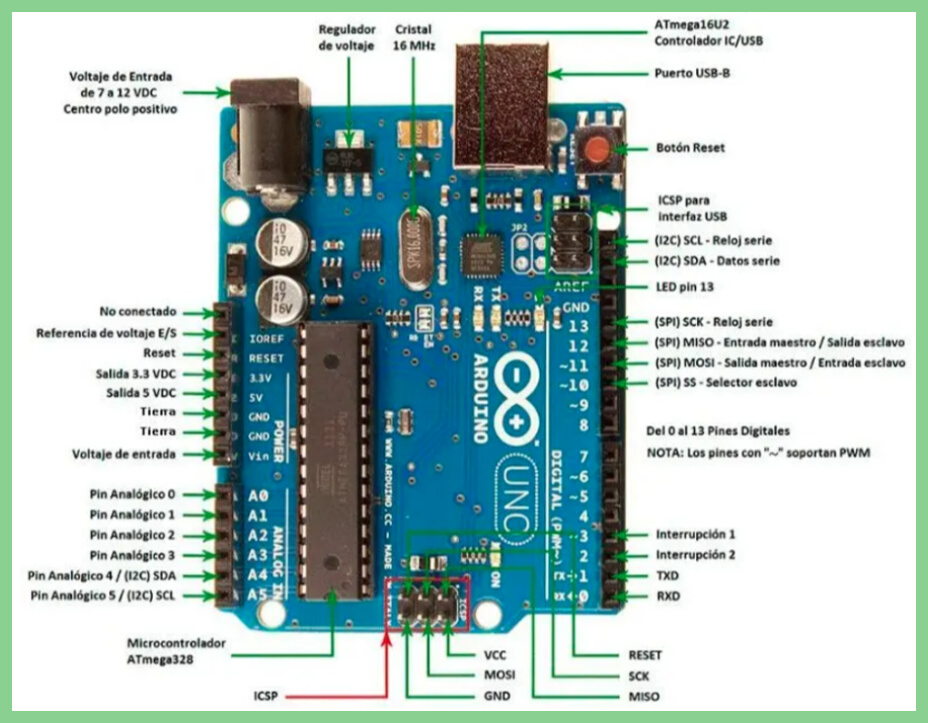 Regulador
de voltaje
Cristal
16 MHz
ATmega16U2
Controlador IC/USB
Voltaje de Entrada
de 7 a 12 VDC
Centro polo positivo
Puerto USB-B
Botón Reset
RESET
ICSP para
interfaz USB
(I2C) SCL - Reloj serie
(I2C) SDA - Datos serie
LED pin 13
(SPI) SCK - Reloj serie
(SPI) MISO - Entrada maestro / Salida esclavo
(SPI) MOSI - Salida maestro / Entrada esclavo
(SPI) SS - Selector esclavo
Del 0 al 13 Pines Digitales
NOTA: Los pines con "~" soportan PWM
Interrupción 1
Interrupción 2
TXD
RXD
No conectado
Referencia de voltaje E/S
Reset
Salida 3.3 VDC
Salida 5 VDC
Tierra
Tierra
Voltaje de entrada
Pin Analógico 0
Pin Analógico 1
Pin Analógico 2
Pin Analógico 3
Pin Analógico 4 / (I2C) SDA
Pin Analógico 5 / (I2C) SCL
10
47
16V
10
47
16V
SPK16.000G
JP2
RX
TX
AREF
GND
13
12
~11
~10
~9
8
7
~6
~5
4
~3
2
TX→1
RX→0
IOREF
RESET
3.3V
5V
GND
GND
Vin
POWER
A0
A1
A2
A3
A4
A5
ANALOG IN
ARDUINO
UNO
DIGITAL (PWM~)
WWW.ARDUINO.CC - MADE
ON
ICSP
Microcontrolador
ATmega328
ICSP
VCC
MOSI
GND
RESET
SCK
MISO